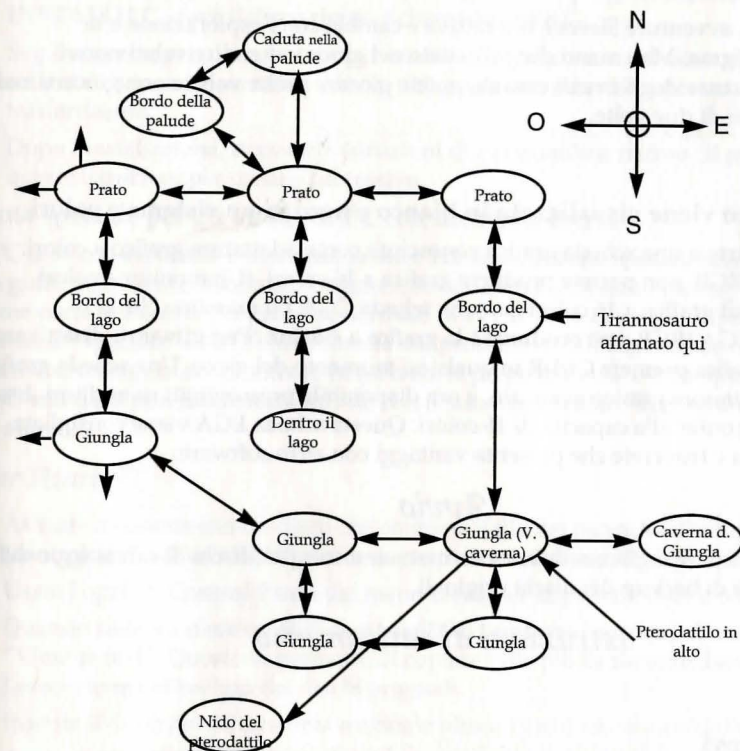 Caduti nella
palude
N
Bordo della
palude
O
E
Prato
Prato
Prato
S
Bordo del
lago
Bordo del
lago
Bordo del
lago
Tirannosauro
affamato qui
Giungla
Dentro il
lago
Giungla
Giungla (V.
caverna)
Caverna d.
Giungla
Giungla
Giungla
Pterodattilo in
alto
Nido del
pterodattilo